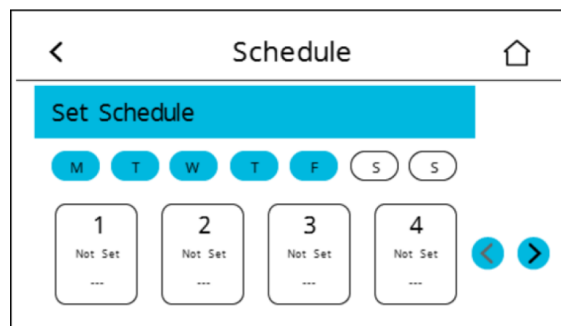 Schedule
Set Schedule
M T W T F S S
1 2 3 4
Not Set Not Set Not Set Not Set
--- --- --- ---